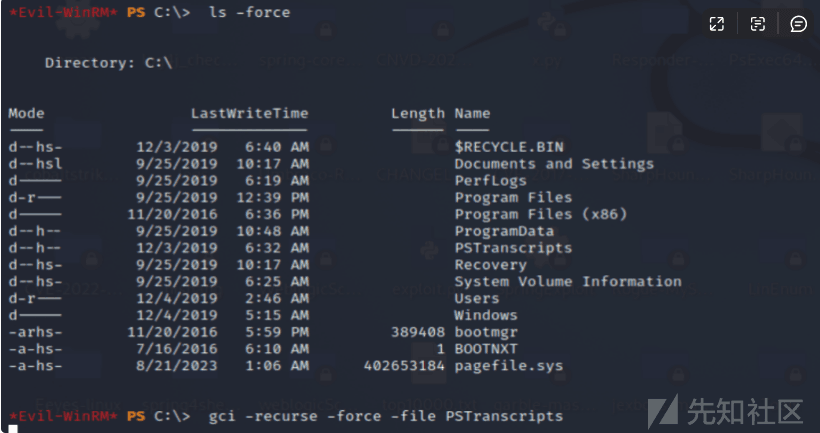 *Evil-WinRM* PS C:\> ls -force
Directory: C:\
Mode LastWriteTime Length Name
d--hs- 12/3/2019 6:40 AM $RECYCLE.BIN
d--hsl 9/25/2019 10:17 AM Documents and Settings
d----- 9/25/2019 6:19 AM PerfLogs
d-r--- 9/25/2019 12:39 PM Program Files
d----- 11/20/2016 6:36 PM Program Files (x86)
d--h-- 9/25/2019 10:48 AM ProgramData
d--h-- 12/3/2019 6:32 AM PSTranscripts
d--hs- 9/25/2019 10:17 AM Recovery
d--hs- 9/25/2019 6:25 AM System Volume Information
d-r--- 12/4/2019 2:46 AM Users
d----- 12/4/2019 5:15 AM Windows
-arhs- 11/20/2016 5:59 PM 389408 bootmgr
-a-hs- 7/16/2016 6:10 AM 1 BOOTNXT
-a-hs- 8/21/2023 1:06 AM 402653184 pagefile.sys
*Evil-WinRM* PS C:\> gci -recurse -force -file PSTranscripts
先知社区